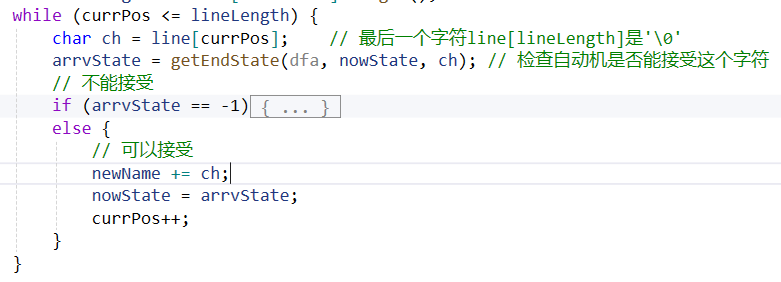 while (currPos <= lineLength) {
char ch = line[currPos]; // 最后一个字符line[lineLength]是'\0'
arrvState = getEndState(dfa, nowState, ch); // 检查自动机是否能接受这个字符
// 不能接受
if (arrvState == -1){ ... }
else {
// 可以接受
newName += ch;
nowState = arrvState;
currPos++;
}
}